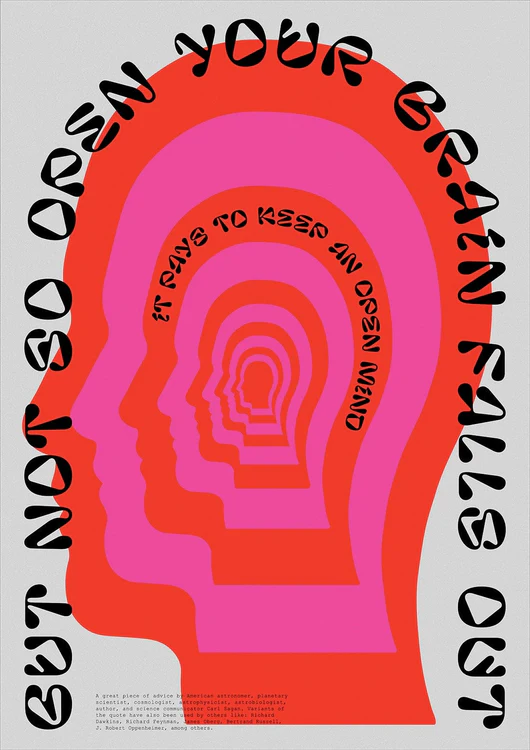 IT PAYS TO KEEP AN OPEN MIND
BUT NOT SO OPEN YOUR BRAIN FALLS OUT
A great piece of advice by American astronomer, planetary
scientist, cosmologist, astrophysicist, astrobiologist,
author, and science communicator Carl Sagan. Variants of
the quote have also been used by others like: Richard
Dawkins, Richard Feynman, James Oberg, Bertrand Russell,
J. Robert Oppenheimer, among others.